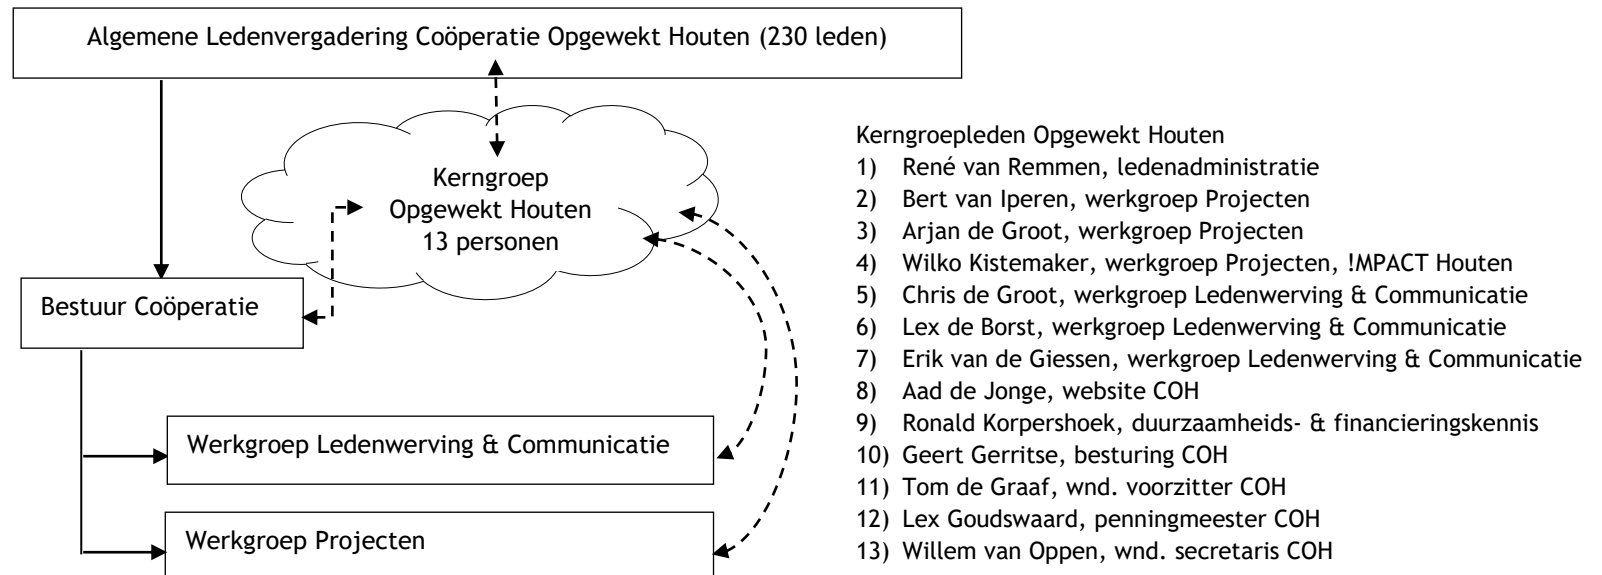 Algemene Ledenvergadering Coöperatie Opgewekt Houten (230 leden)
Kerngroep
Opgewekt Houten
13 personen
Bestuur Coöperatie
Werkgroep Ledenwerving & Communicatie
Werkgroep Projecten
Kerngroepleden Opgewekt Houten
1) René van Remmen, ledenadministratie
2) Bert van Iperen, werkgroep Projecten
3) Arjan de Groot, werkgroep Projecten
4) Wilko Kistemaker, werkgroep Projecten, !MPACT Houten
5) Chris de Groot, werkgroep Ledenwerving & Communicatie
6) Lex de Borst, werkgroep Ledenwerving & Communicatie
7) Erik van de Giessen, werkgroep Ledenwerving & Communicatie
8) Aad de Jonge, website COH
9) Ronald Korpershoek, duurzaamheids- & financieringskennis
10) Geert Gerritse, besturing COH
11) Tom de Graaf, wnd. voorzitter COH
12) Lex Goudswaard, penningmeester COH
13) Willem van Oppen, wnd. secretaris COH